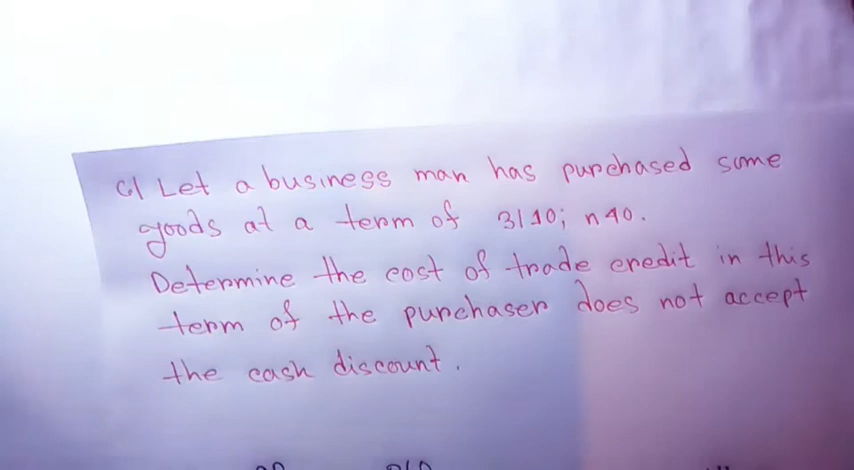 Q1 Let a business man has purchased some
goods at a term of 3/10; n40.
Determine the cost of trade credit in this
term of the purchaser does not accept
the cash discount.